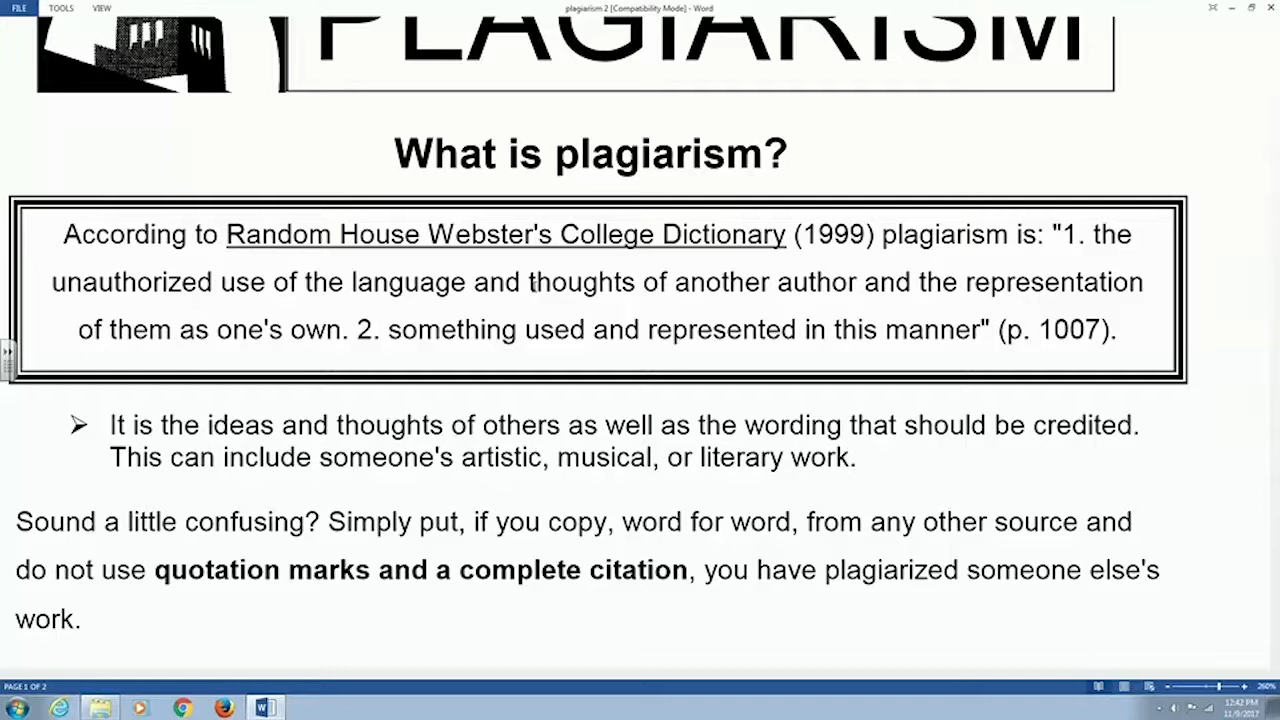 FILE TOOLS VIEW plagiarism 2 [Compatibility Mode] - Word
PLAGIARISM
What is plagiarism?
According to Random House Webster's College Dictionary (1999) plagiarism is: "1. the
unauthorized use of the language and thoughts of another author and the representation
of them as one's own. 2. something used and represented in this manner" (p. 1007).
➢ It is the ideas and thoughts of others as well as the wording that should be credited.
This can include someone's artistic, musical, or literary work.
Sound a little confusing? Simply put, if you copy, word for word, from any other source and
do not use quotation marks and a complete citation, you have plagiarized someone else's
work.
PAGE 1 OF 2 260%
12:42 PM
11/9/2017